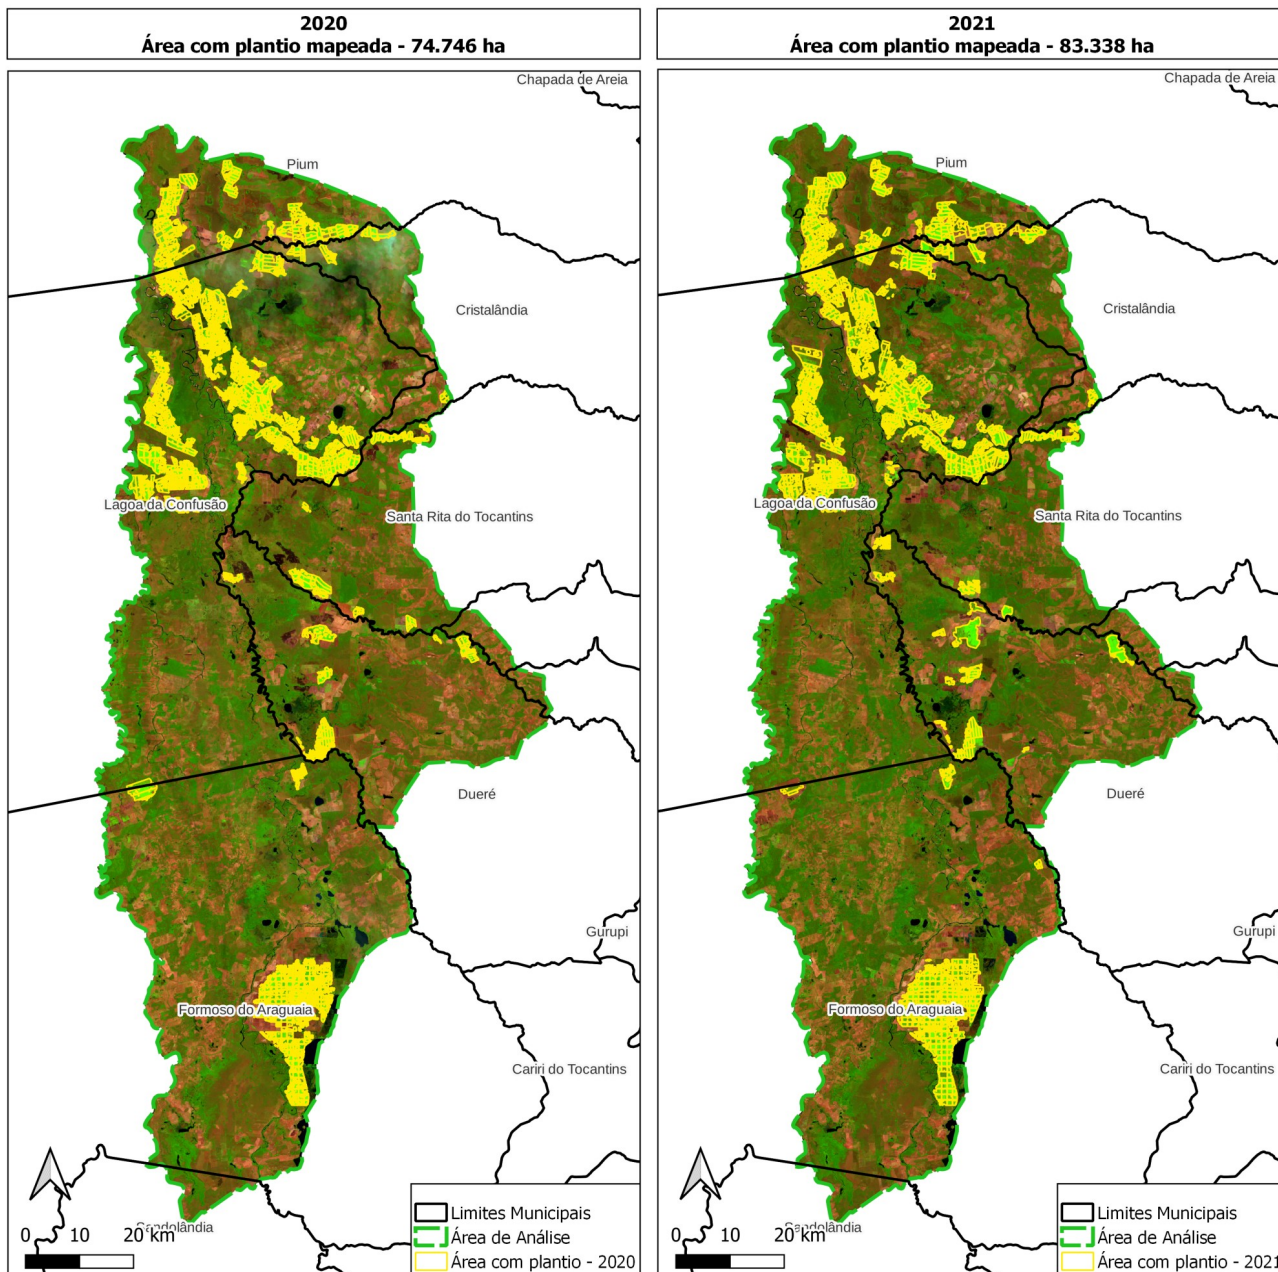 2020
Área com plantio mapeada - 74.746 ha
Chapada de Areia
Pium
Cristalândia
Lagoa da Confusão
Santa Rita do Tocantins
Dueré
Gurupi
Formoso do Araguaia
Cariri do Tocantins
Sandolândia
0 10 20 km
Limites Municipais
Área de Análise
Área com plantio - 2020
2021
Área com plantio mapeada - 83.338 ha
Chapada de Areia
Pium
Cristalândia
Lagoa da Confusão
Santa Rita do Tocantins
Dueré
Gurupi
Formoso do Araguaia
Cariri do Tocantins
Sandolândia
0 10 20 km
Limites Municipais
Área de Análise
Área com plantio - 2021